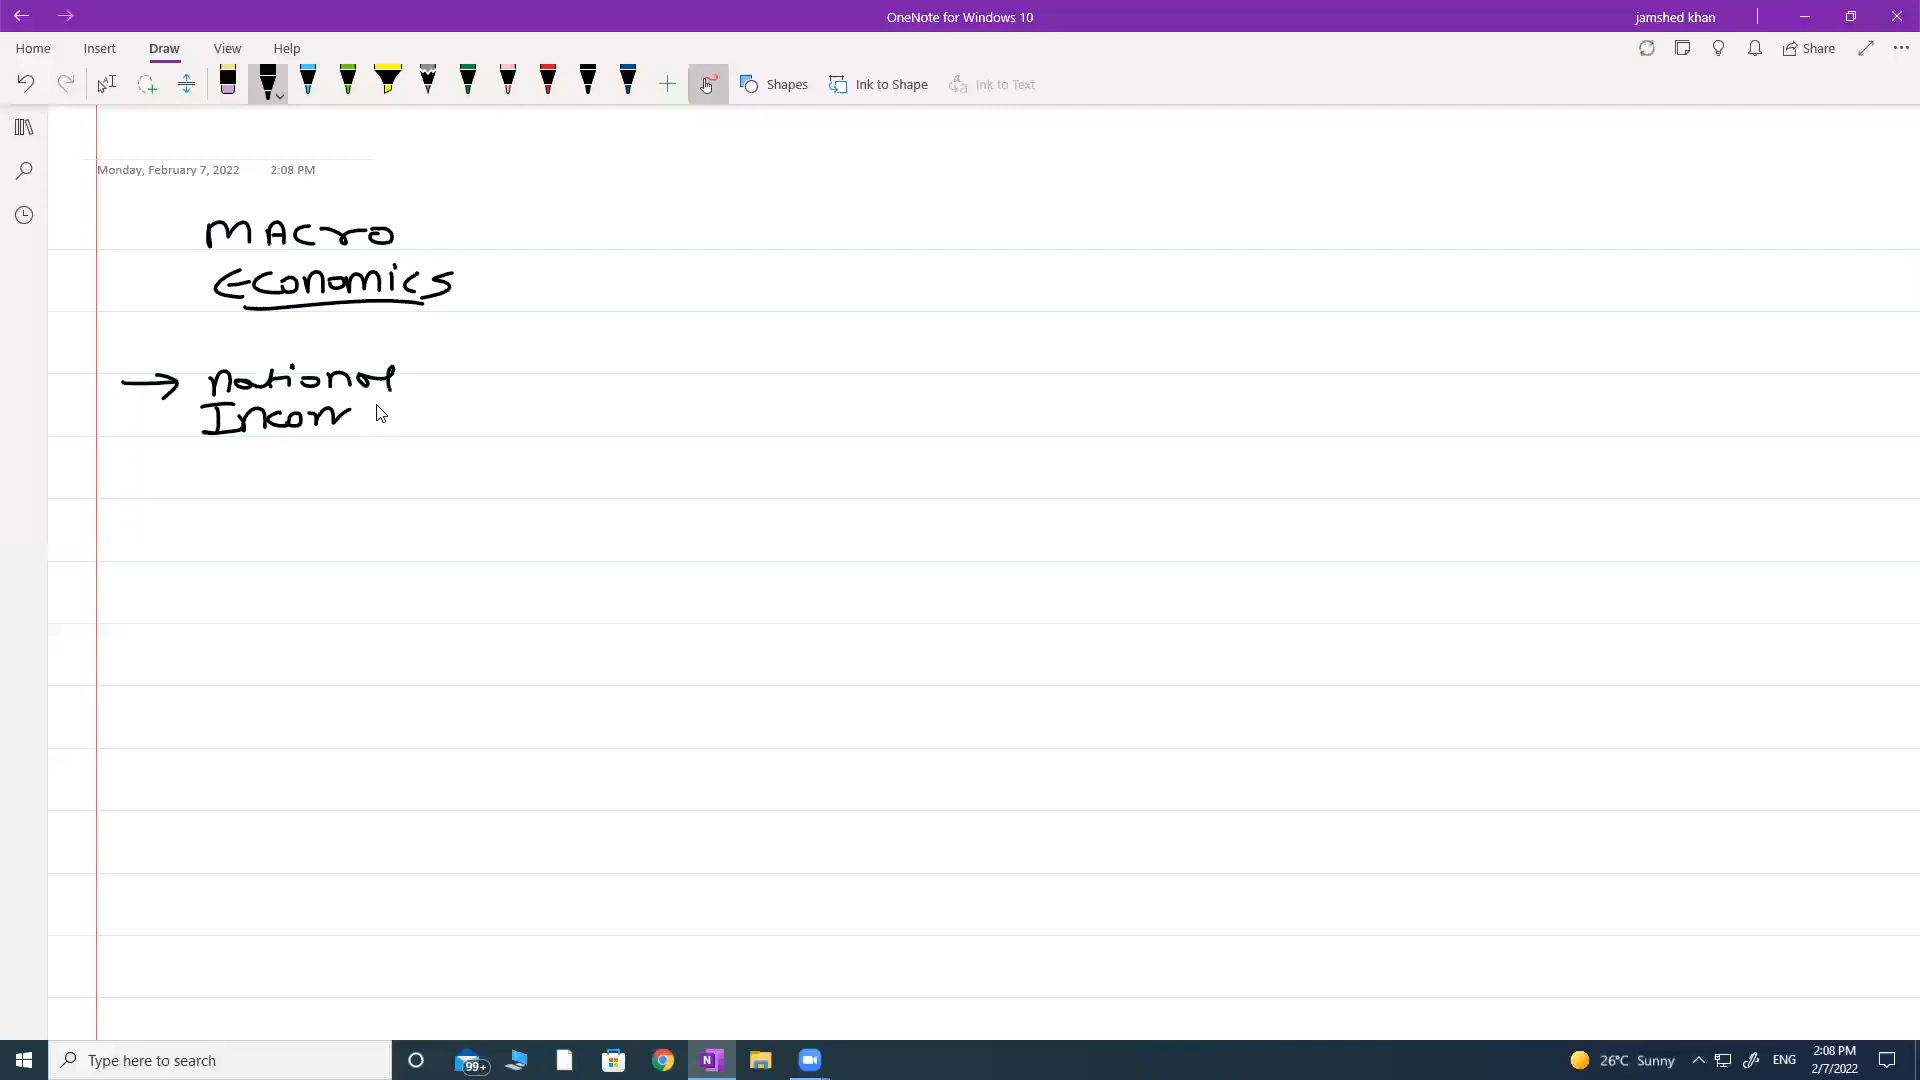 OneNote for Windows 10
jamshed khan
Home Insert Draw View Help
Share
Shapes Ink to Shape Ink to Text
Monday, February 7, 2022 2:08 PM
MAcro
Economics
→ national
Incom
Type here to search
99+
26°C Sunny
ENG
2:08 PM
2/7/2022